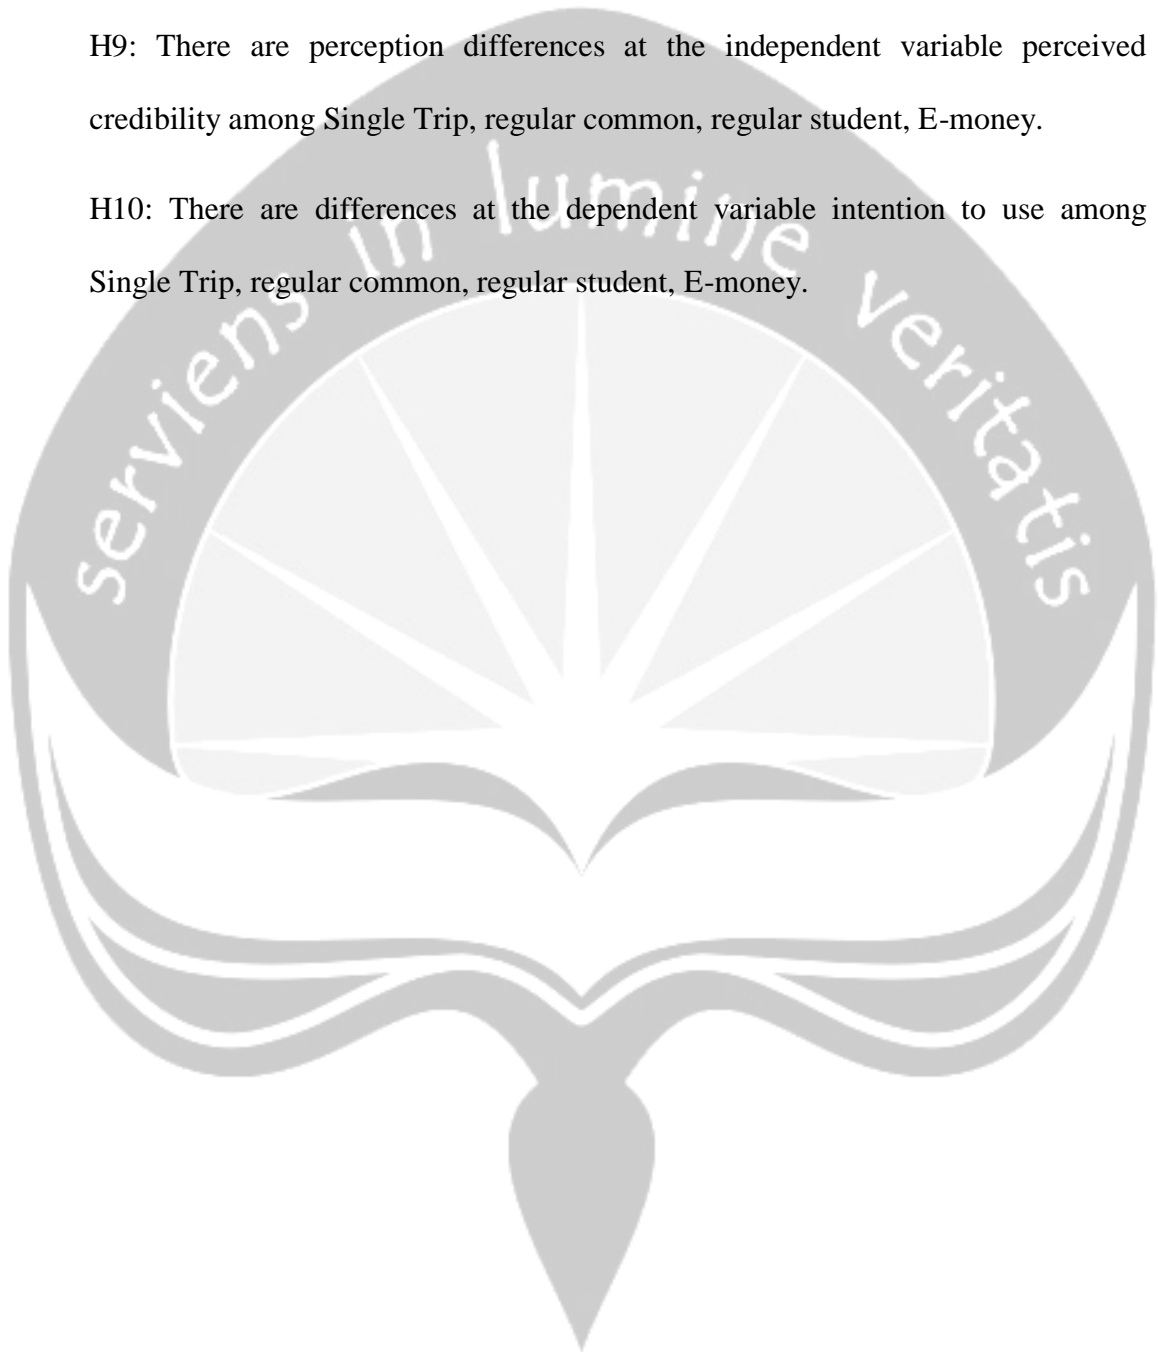 H9: There are perception differences at the independent variable perceived
credibility among Single Trip, regular common, regular student, E-money.
H10: There are differences at the dependent variable intention to use among
Single Trip, regular common, regular student, E-money.
serviens in lumine veritatis